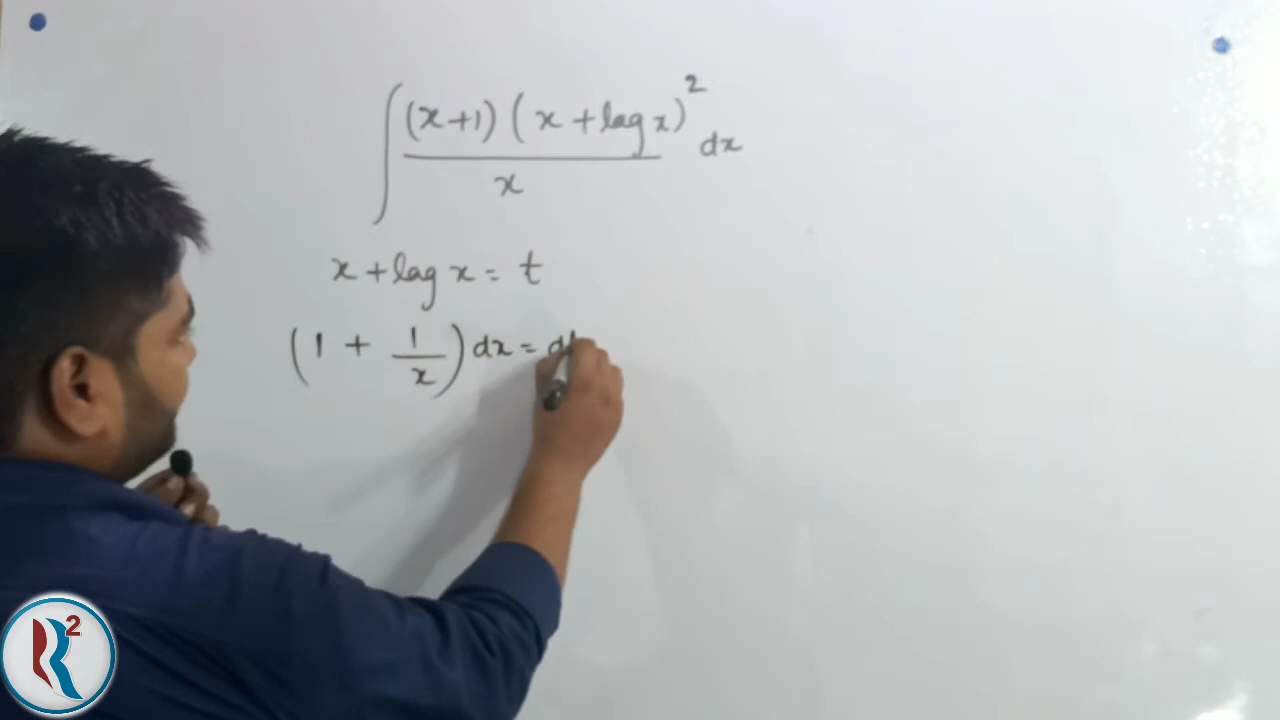 ∫ (x+1) (x + log x)² / x dx
x + log x = t
(1 + 1/x) dx = dt
R²